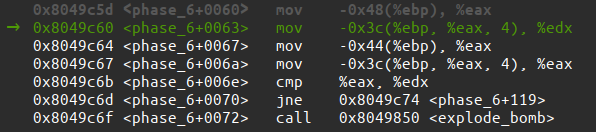 0x8049c5d <phase_6+0060> mov -0x48(%ebp), %eax
→ 0x8049c60 <phase_6+0063> mov -0x3c(%ebp, %eax, 4), %edx
0x8049c64 <phase_6+0067> mov -0x44(%ebp), %eax
0x8049c67 <phase_6+006a> mov -0x3c(%ebp, %eax, 4), %eax
0x8049c6b <phase_6+006e> cmp %eax, %edx
0x8049c6d <phase_6+0070> jne 0x8049c74 <phase_6+119>
0x8049c6f <phase_6+0072> call 0x8049850 <explode_bomb>